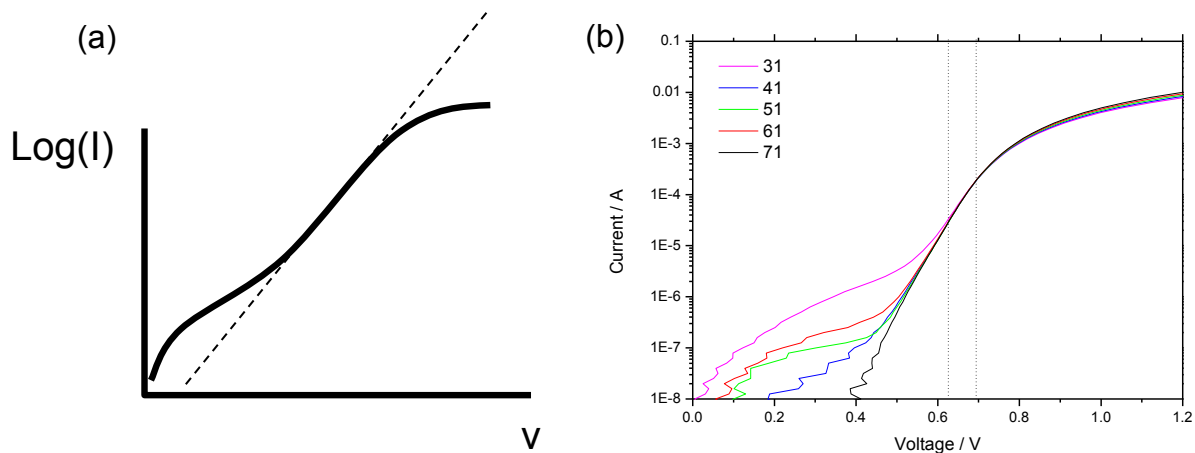 (a)
Log(I)
V
(b)
31
41
51
61
71
0.1
0.01
1E-3
1E-4
1E-5
1E-6
1E-7
1E-8
Current / A
0.0 0.2 0.4 0.6 0.8 1.0 1.2
Voltage / V